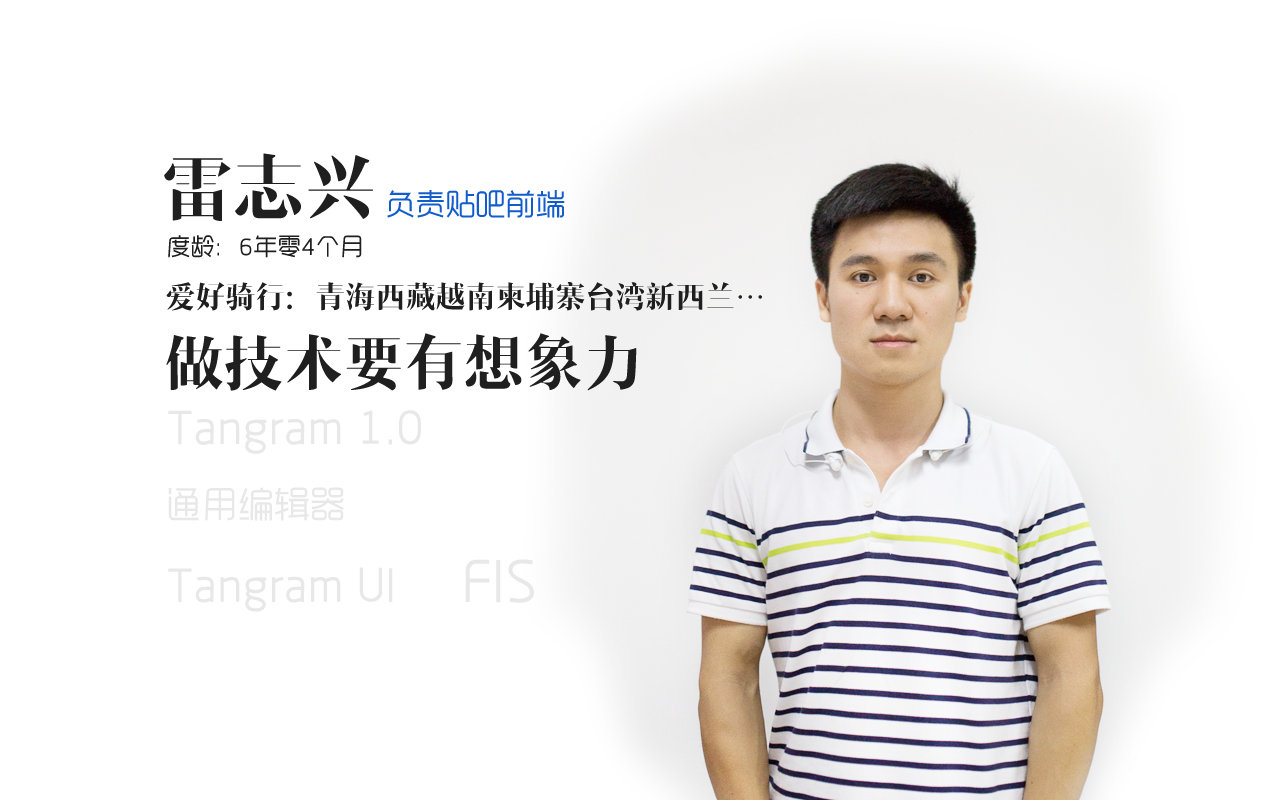 雷志兴 负责贴吧前端
度龄：6年零4个月
爱好骑行：青海西藏越南柬埔寨台湾新西兰…
做技术要有想象力
Tangram 1.0
通用编辑器
Tangram UI FIS